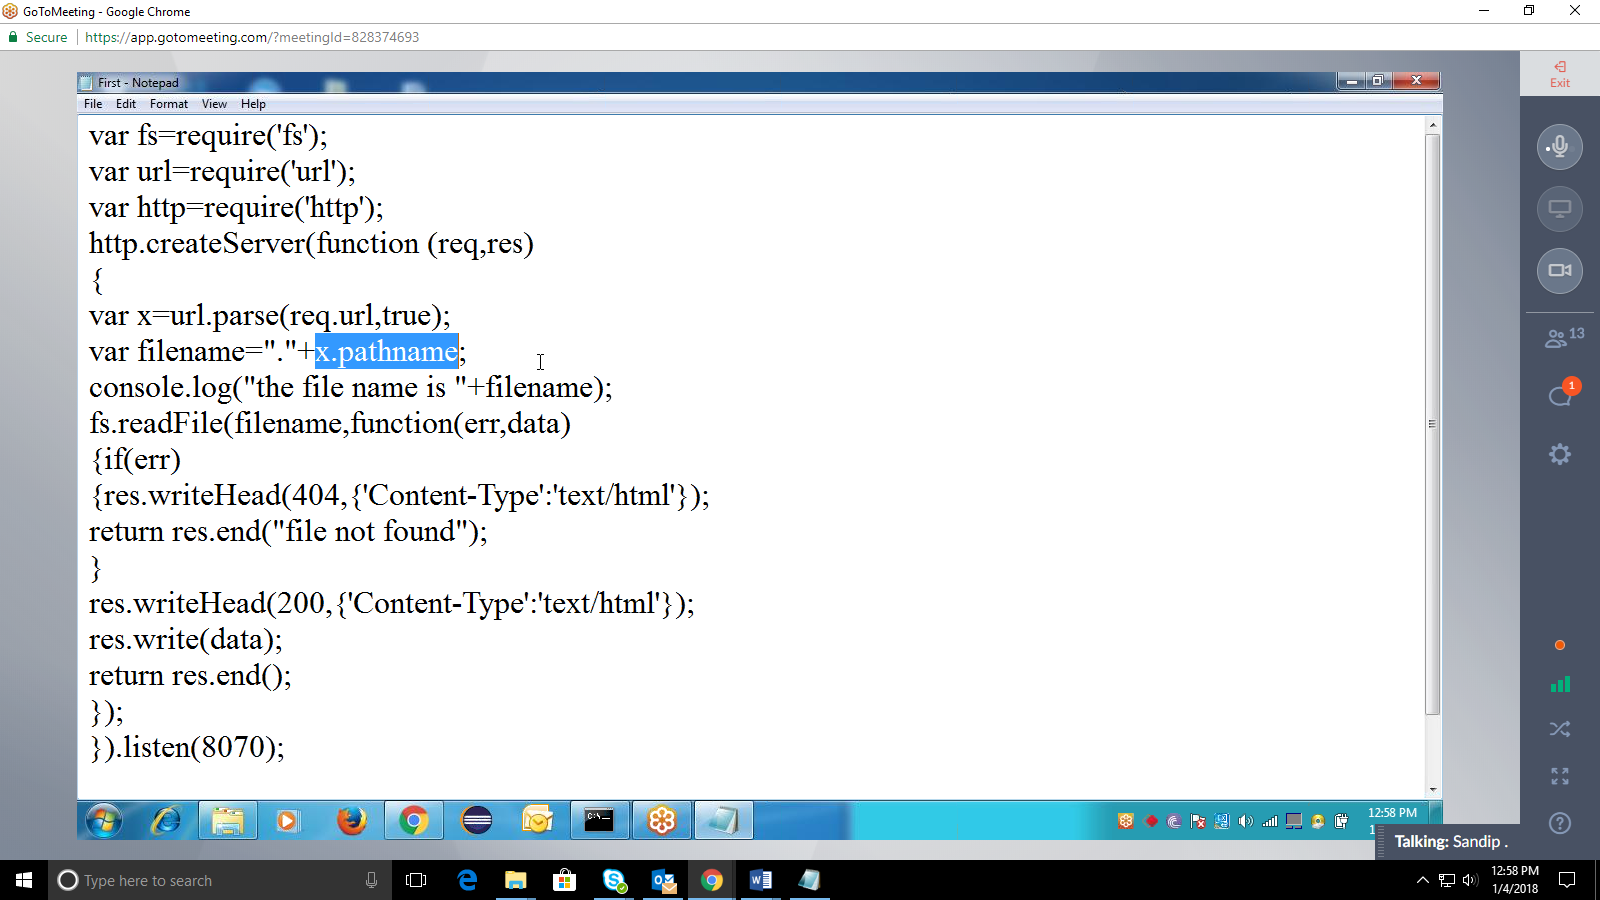 GoToMeeting - Google Chrome
Secure https://app.gotomeeting.com/?meetingId=828374693
First - Notepad
Exit
File Edit Format View Help
var fs=require('fs');
var url=require('url');
var http=require('http');
http.createServer(function (req,res)
{
var x=url.parse(req.url,true);
var filename="."+x.pathname;
console.log("the file name is "+filename);
fs.readFile(filename,function(err,data)
{if(err)
{res.writeHead(404,{'Content-Type':'text/html'});
return res.end("file not found");
}
res.writeHead(200,{'Content-Type':'text/html'});
res.write(data);
return res.end();
});
}).listen(8070);
13
1
12:58 PM
Talking: Sandip .
Type here to search
12:58 PM
1/4/2018